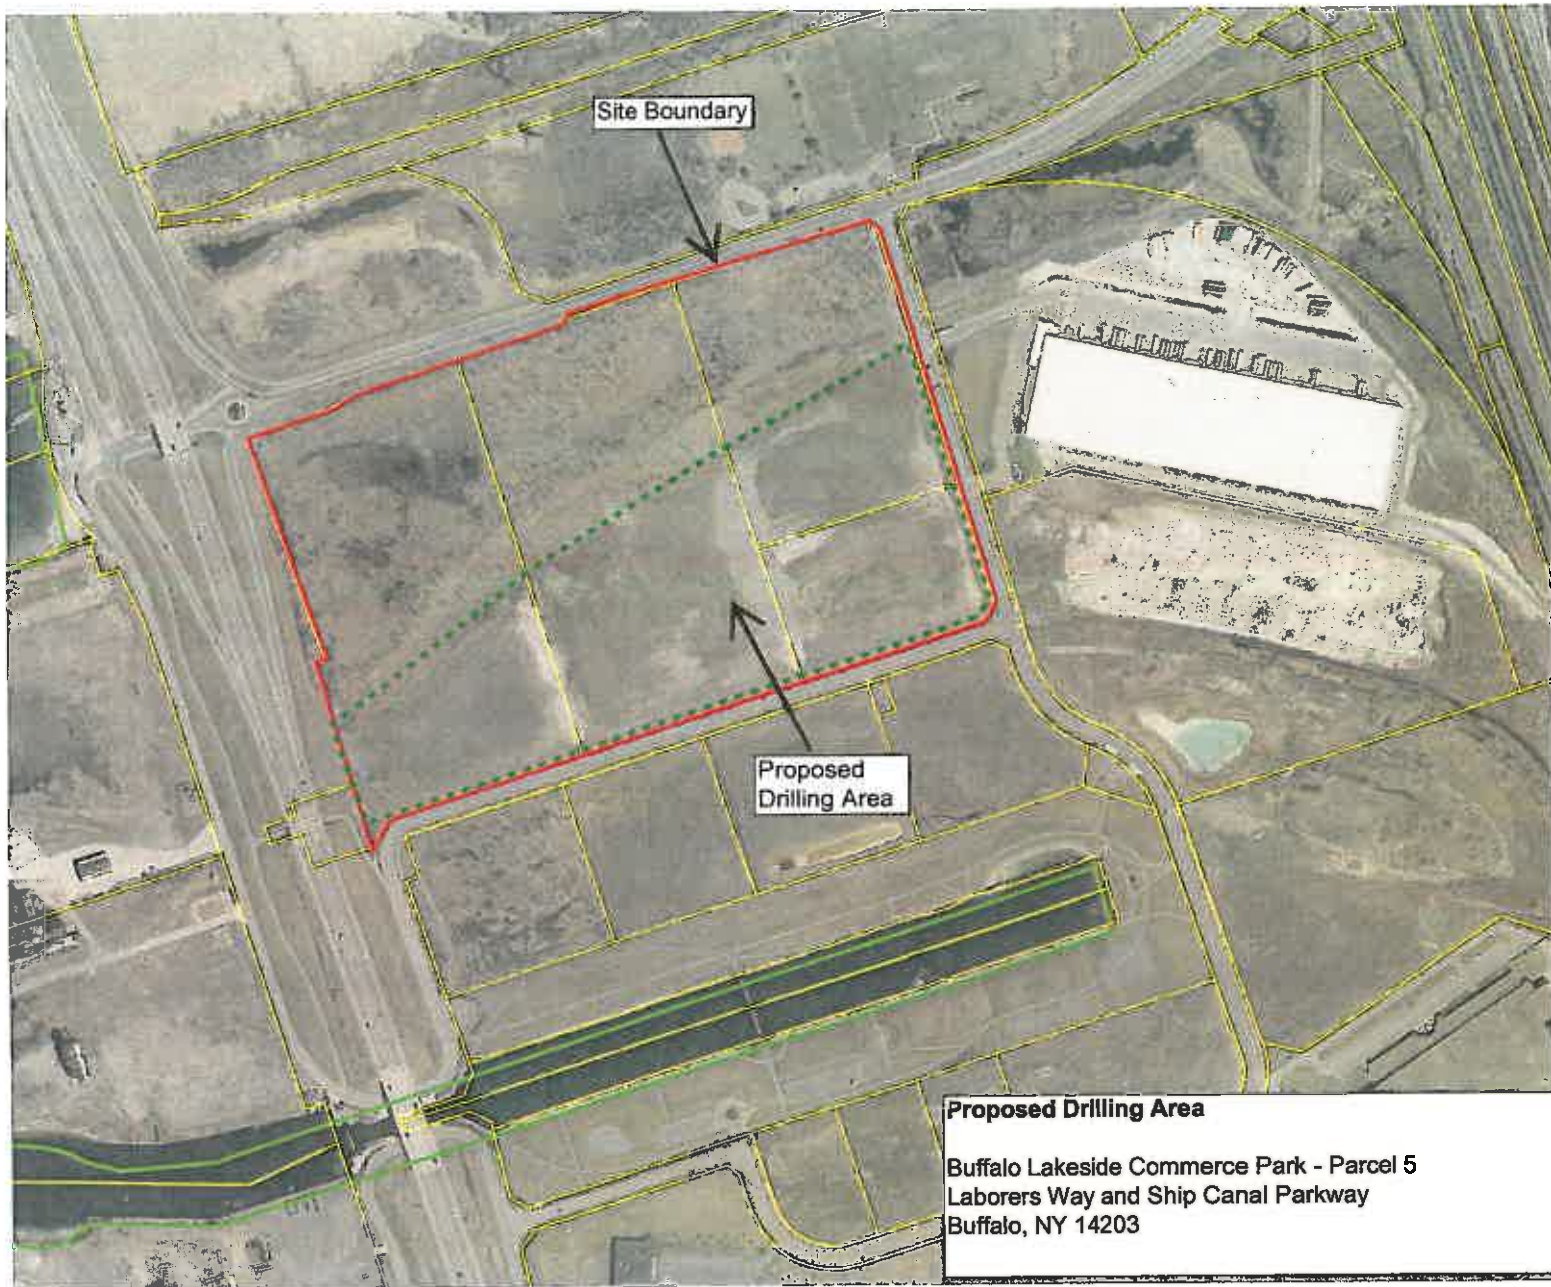 Site Boundary
Proposed
Drilling Area
Proposed Drilling Area
Buffalo Lakeside Commerce Park - Parcel 5
Laborers Way and Ship Canal Parkway
Buffalo, NY 14203